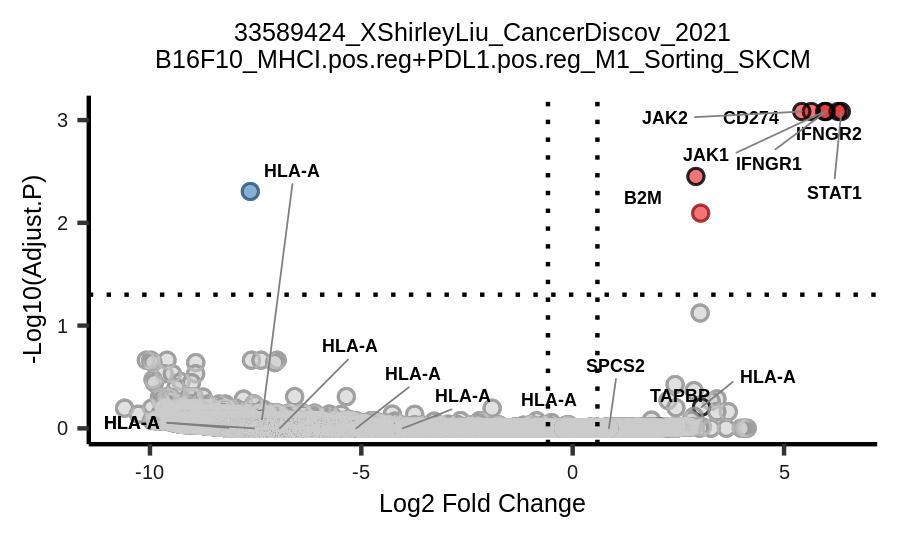 33589424_XShirleyLiu_CancerDiscov_2021
B16F10_MHCI.pos.reg+PDL1.pos.reg_M1_Sorting_SKCM
3
JAK2
CD274
IFNGR2
JAK1
IFNGR1
HLA-A
STAT1
B2M
2
-Log10(Adjust.P)
1
HLA-A
SPCS2
HLA-A
HLA-A
HLA-A
HLA-A
TAPBP
HLA-A
0
-10
-5
0
5
Log2 Fold Change